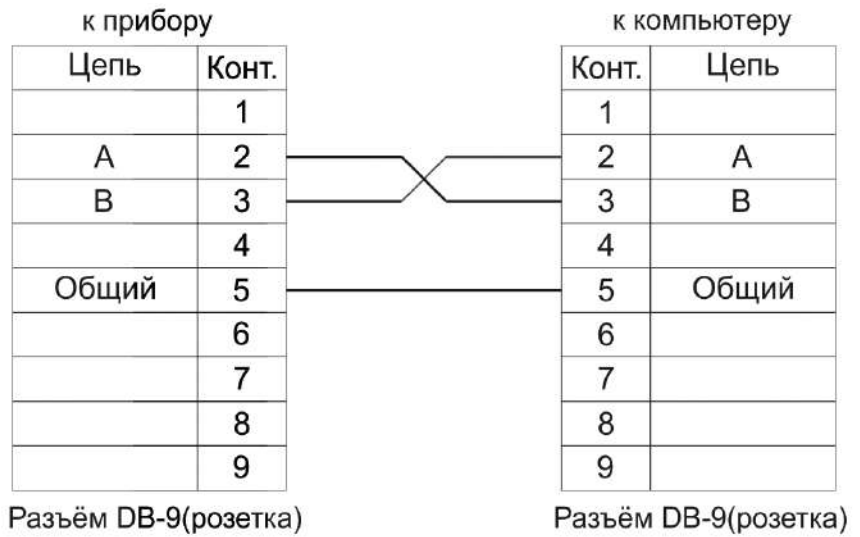 к прибору
к компьютеру
Цепь Конт.
Конт. Цепь
1
1
А 2
2 А
В 3
3 В
4
4
Общий 5
5 Общий
6
6
7
7
8
8
9
9
Разъём DB-9(розетка)
Разъём DB-9(розетка)